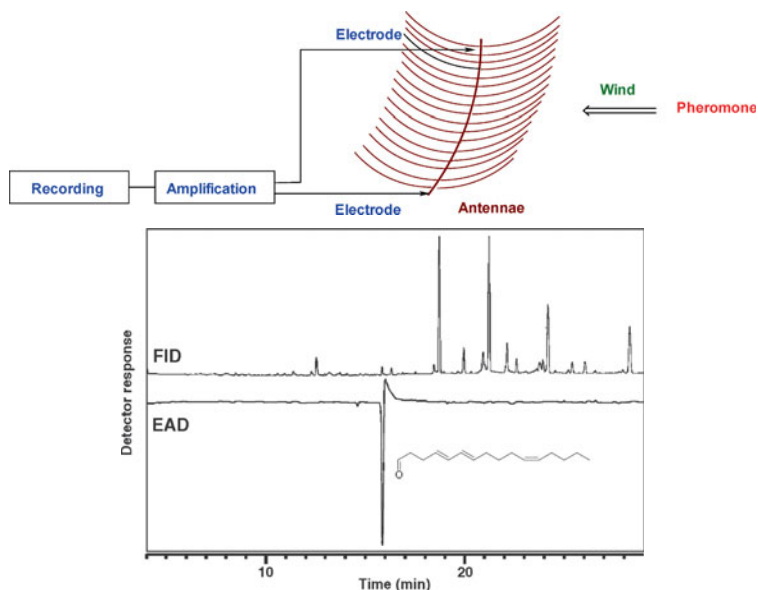 Electrode
Wind
Pheromone
Recording
Amplification
Electrode
Antennae
Detector response
FID
EAD
O
10
20
Time (min)